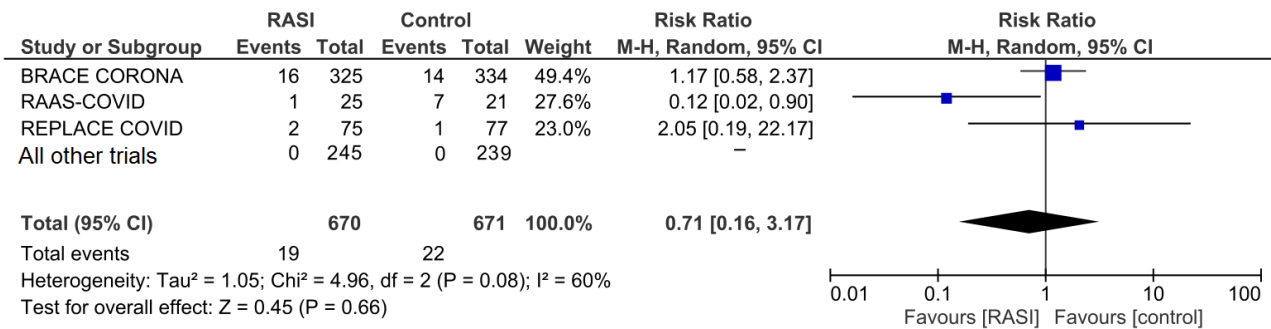 RASI Control Risk Ratio Risk Ratio
Study or Subgroup Events Total Events Total Weight M-H, Random, 95% CI M-H, Random, 95% CI
BRACE CORONA 16 325 14 334 49.4% 1.17 [0.58, 2.37]
RAAS-COVID 1 25 7 21 27.6% 0.12 [0.02, 0.90]
REPLACE COVID 2 75 1 77 23.0% 2.05 [0.19, 22.17]
All other trials 0 245 0 239 –
Total (95% CI) 670 671 100.0% 0.71 [0.16, 3.17]
Total events 19 22
Heterogeneity: Tau² = 1.05; Chi² = 4.96, df = 2 (P = 0.08); I² = 60%
Test for overall effect: Z = 0.45 (P = 0.66)
0.01 0.1 1 10 100
Favours [RASI] Favours [control]